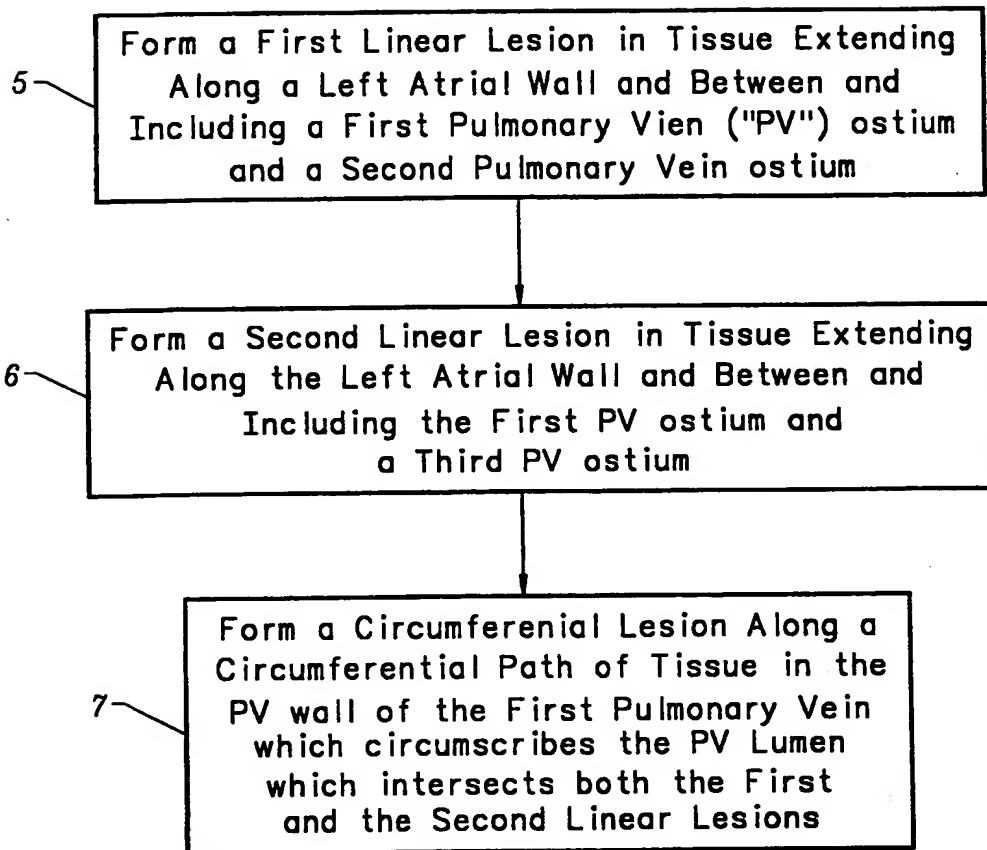 Form a First Linear Lesion in Tissue Extending
5
Along a Left Atrial Wall and Between and
Including a First Pulmonary Vien ("PV") ostium
and a Second Pulmonary Vein ostium
Form a Second Linear Lesion in Tissue Extending
6
Along the Left Atrial Wall and Between and
Including the First PV ostium and
a Third PV ostium
Form a Circumferenial Lesion Along a
Circumferential Path of Tissue in the
7
PV wall of the First Pulmonary Vein
which circumscribes the PV Lumen
which intersects both the First
and the Second Linear Lesions